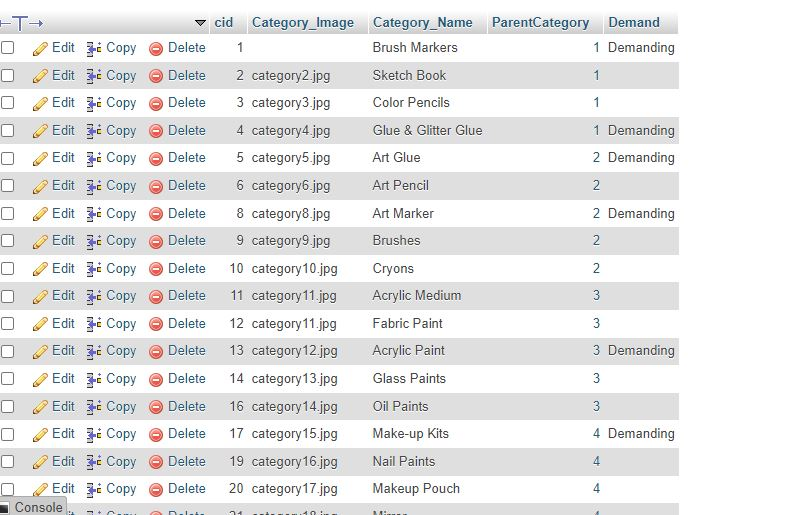 cid Category_Image Category_Name ParentCategory Demand
Edit Copy Delete 1 Brush Markers 1 Demanding
Edit Copy Delete 2 category2.jpg Sketch Book 1
Edit Copy Delete 3 category3.jpg Color Pencils 1
Edit Copy Delete 4 category4.jpg Glue & Glitter Glue 1 Demanding
Edit Copy Delete 5 category5.jpg Art Glue 2 Demanding
Edit Copy Delete 6 category6.jpg Art Pencil 2
Edit Copy Delete 8 category8.jpg Art Marker 2 Demanding
Edit Copy Delete 9 category9.jpg Brushes 2
Edit Copy Delete 10 category10.jpg Cryons 2
Edit Copy Delete 11 category11.jpg Acrylic Medium 3
Edit Copy Delete 12 category11.jpg Fabric Paint 3
Edit Copy Delete 13 category12.jpg Acrylic Paint 3 Demanding
Edit Copy Delete 14 category13.jpg Glass Paints 3
Edit Copy Delete 16 category14.jpg Oil Paints 3
Edit Copy Delete 17 category15.jpg Make-up Kits 4 Demanding
Edit Copy Delete 19 category16.jpg Nail Paints 4
Edit Copy Delete 20 category17.jpg Makeup Pouch 4
Console